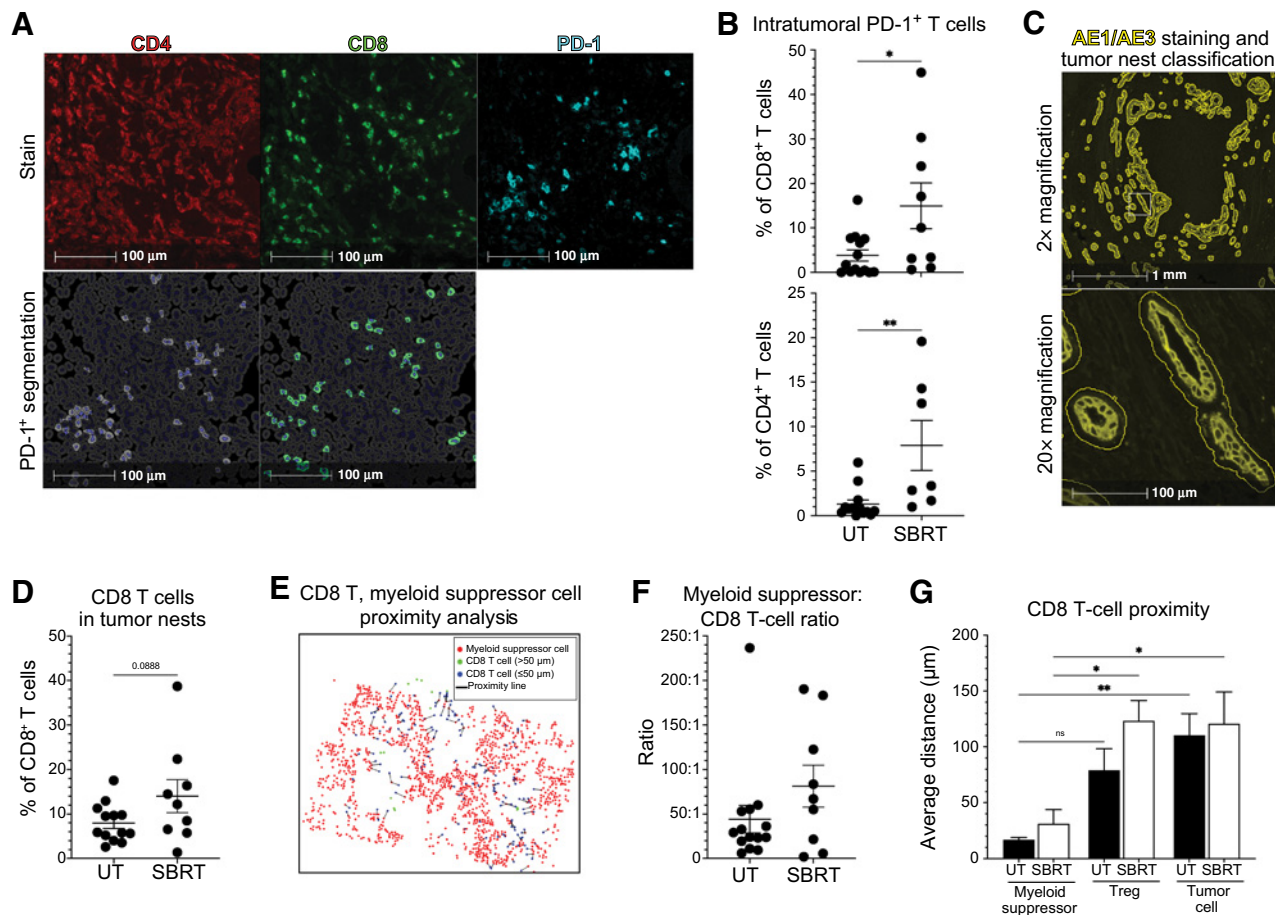 A
CD4
CD8
PD-1
Stain
100 µm
100 µm
100 µm
PD-1+ segmentation
100 µm
100 µm
B
Intratumoral PD-1+ T cells
% of CD8+ T cells
50
40
30
20
10
0
*
% of CD4+ T cells
25
20
15
10
5
0
**
UT
SBRT
C
AE1/AE3 staining and
tumor nest classification
2× magnification
1 mm
20× magnification
100 µm
D
CD8 T cells
in tumor nests
% of CD8+ T cells
50
40
30
20
10
0
0.0888
UT
SBRT
E
CD8 T, myeloid suppressor cell
proximity analysis
Myeloid suppressor cell
CD8 T cell (>50 µm)
CD8 T cell (≤50 µm)
Proximity line
F
Myeloid suppressor:
CD8 T-cell ratio
Ratio
250:1
200:1
150:1
100:1
50:1
0
UT
SBRT
G
CD8 T-cell proximity
Average distance (µm)
200
150
100
50
0
*
*
**
ns
UT SBRT UT SBRT UT SBRT
Myeloid
suppressor
Treg
Tumor
cell